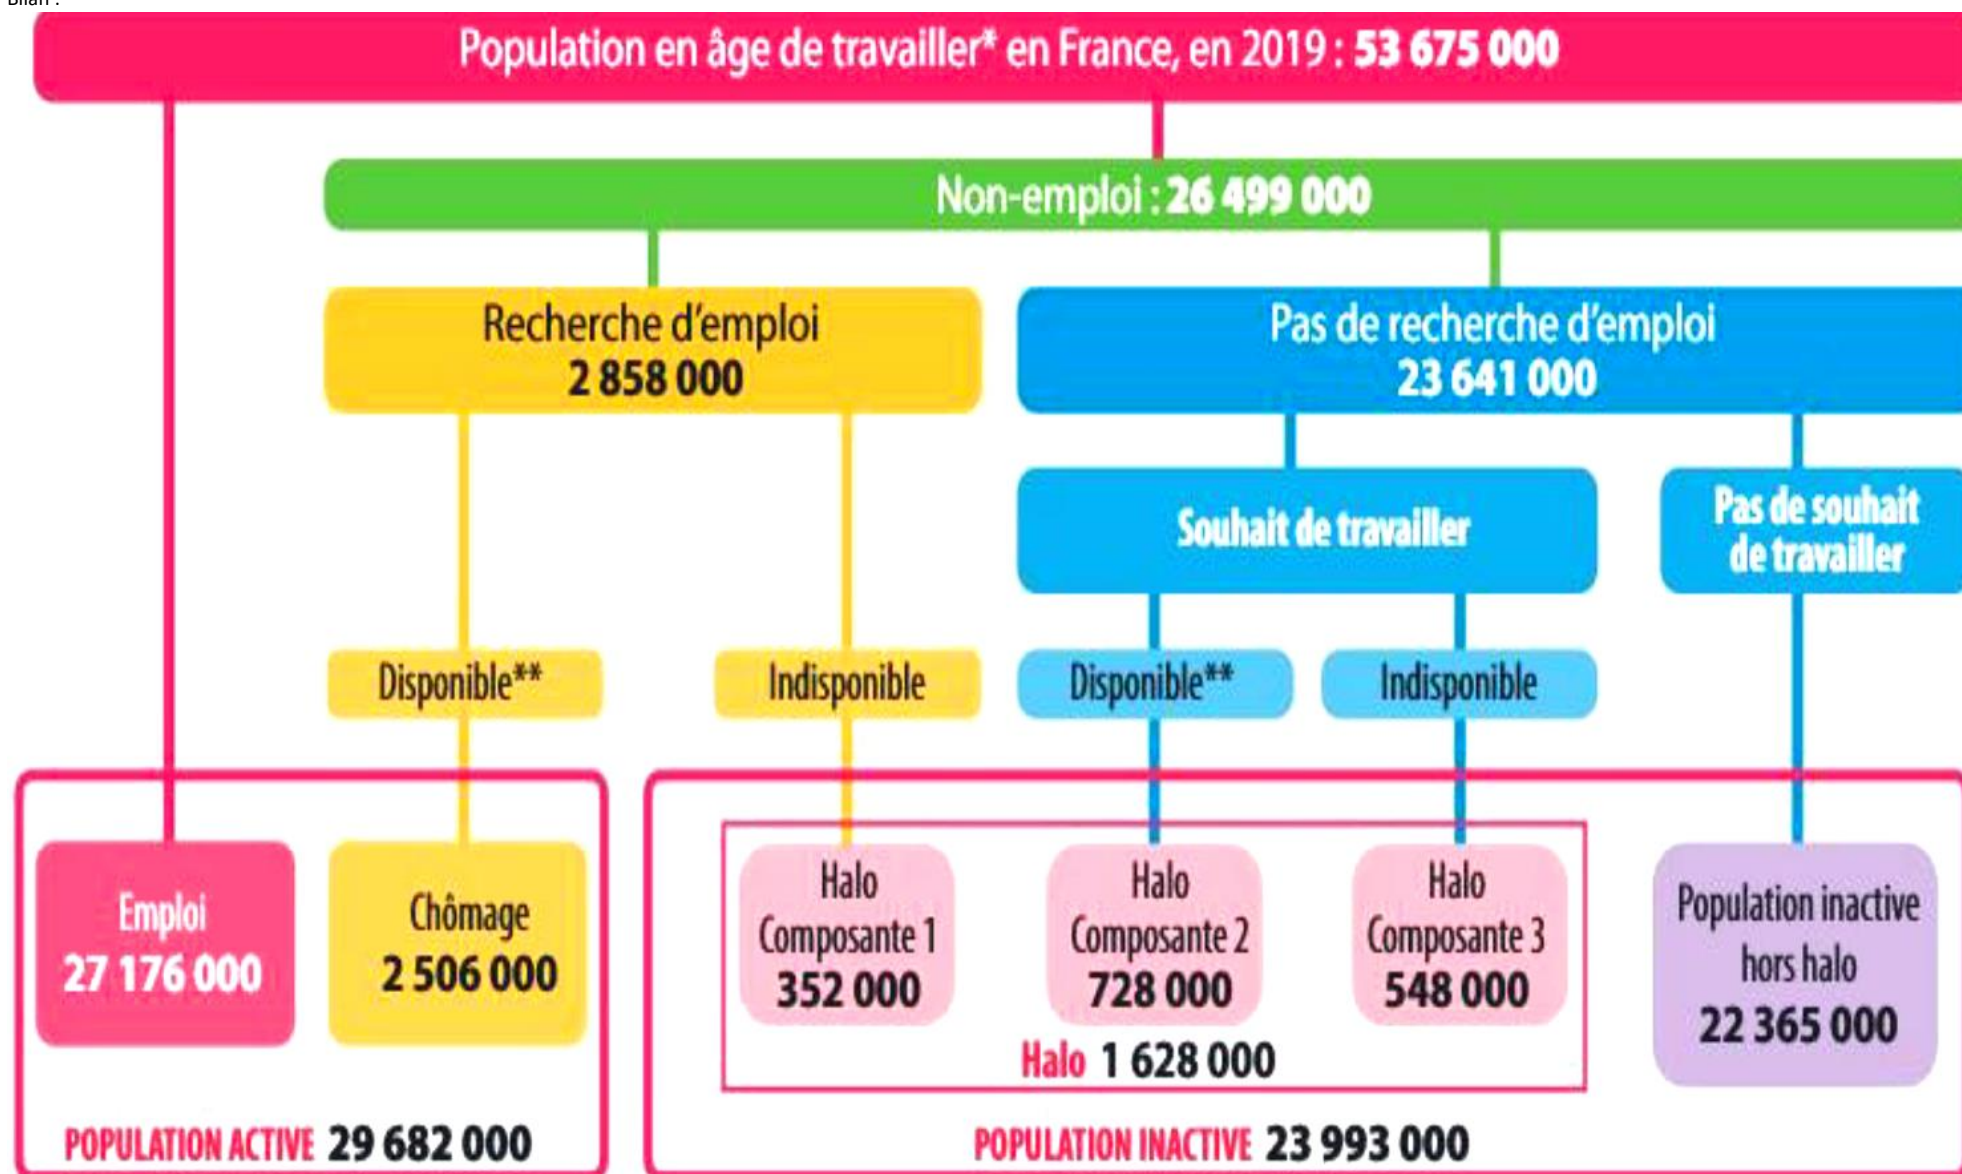 Bilan :
Population en âge de travailler* en France, en 2019 : 53 675 000
Non-emploi : 26 499 000
Recherche d'emploi
2 858 000
Pas de recherche d'emploi
23 641 000
Souhait de travailler
Pas de souhait
de travailler
Disponible**
Indisponible
Disponible**
Indisponible
Emploi
27 176 000
Chômage
2 506 000
Halo
Composante 1
352 000
Halo
Composante 2
728 000
Halo
Composante 3
548 000
Population inactive
hors halo
22 365 000
Halo 1 628 000
POPULATION ACTIVE 29 682 000
POPULATION INACTIVE 23 993 000